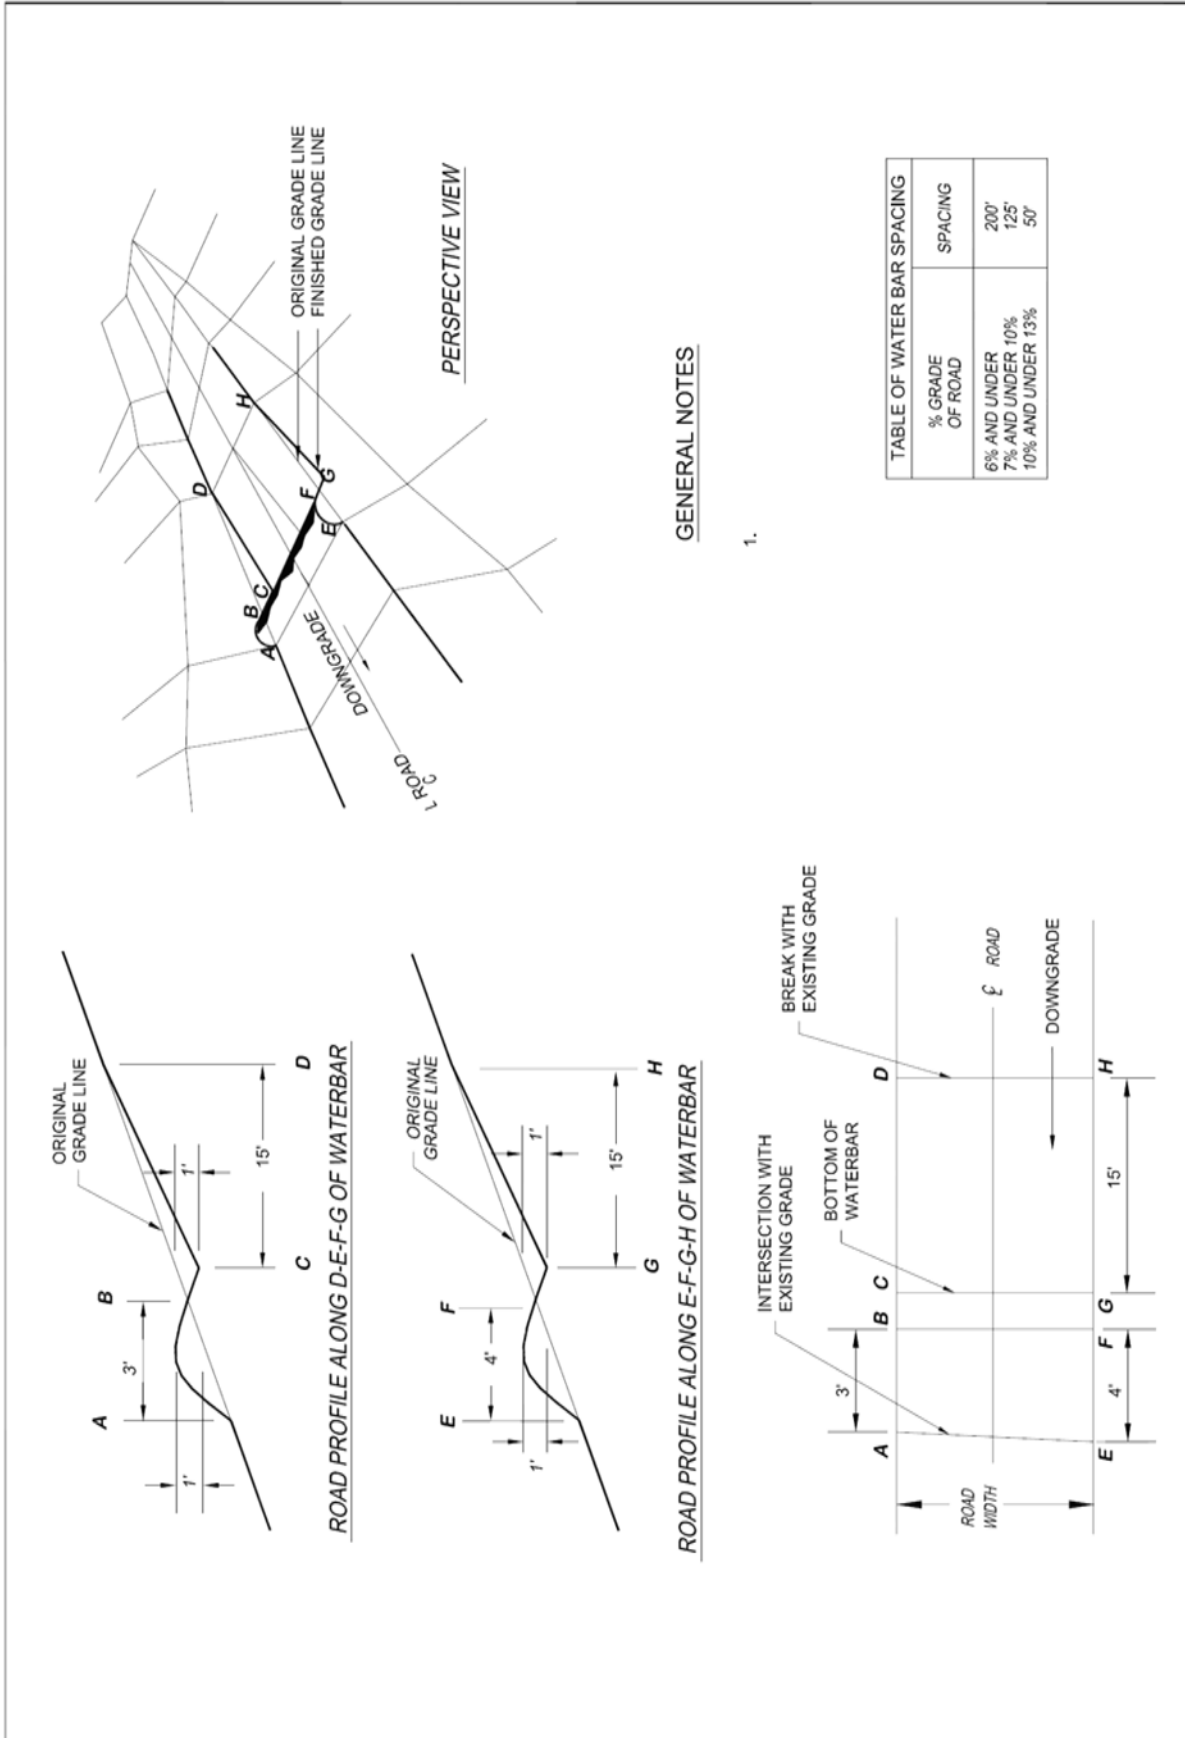 ORIGINAL
GRADE LINE
A
B
3'
1'
1'
15'
C
D
ROAD PROFILE ALONG D-E-F-G OF WATERBAR
ORIGINAL
GRADE LINE
E
F
4'
1'
1'
15'
G
H
ROAD PROFILE ALONG E-F-G-H OF WATERBAR
INTERSECTION WITH
EXISTING GRADE
BOTTOM OF
WATERBAR
BREAK WITH
EXISTING GRADE
3'
A
B
C
D
ROAD
WIDTH
℄ ROAD
DOWNGRADE
4'
15'
E
F
G
H
D
H
B
C
A
F
G
E
DOWNGRADE
L ROAD
C
ORIGINAL GRADE LINE
FINISHED GRADE LINE
PERSPECTIVE VIEW
GENERAL NOTES
1.
TABLE OF WATER BAR SPACING
% GRADE
OF ROAD
SPACING
6% AND UNDER 200'
7% AND UNDER 10% 125'
10% AND UNDER 13% 50'